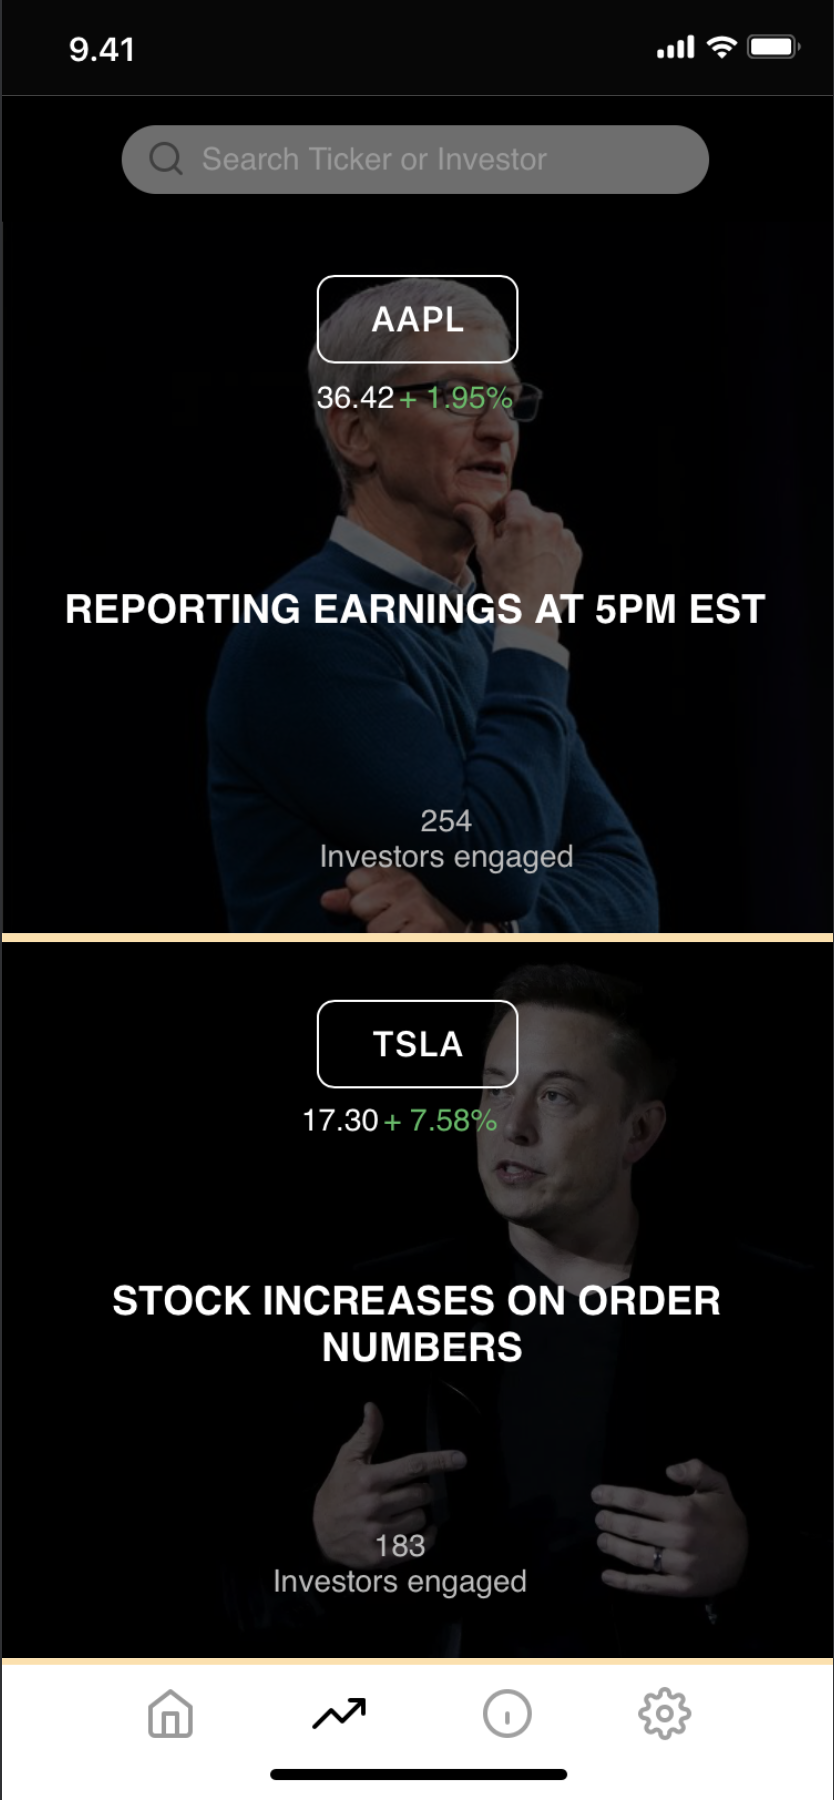 9.41
Search Ticker or Investor
AAPL
36.42 + 1.95%
REPORTING EARNINGS AT 5PM EST
254
Investors engaged
TSLA
17.30 + 7.58%
STOCK INCREASES ON ORDER
NUMBERS
183
Investors engaged